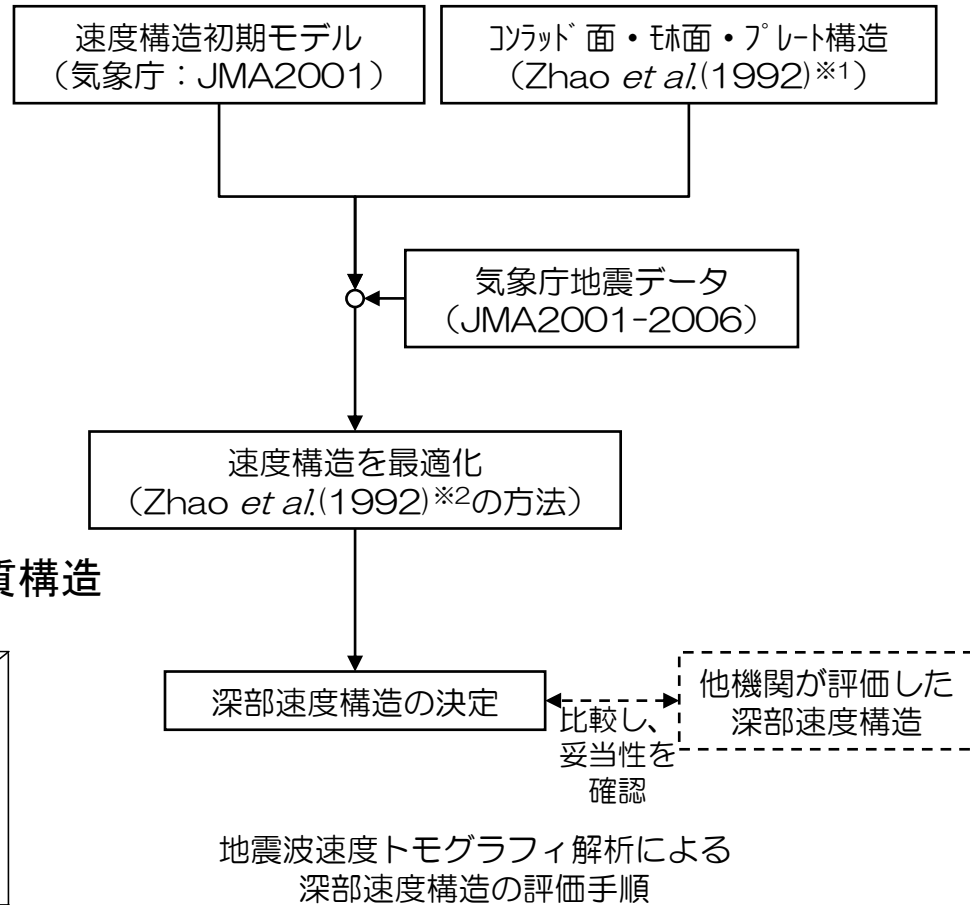 速度構造初期モデル
（気象庁：JMA2001）
ｺﾝﾗｯﾄﾞ面・ﾓﾎ面・ﾌﾟﾚｰﾄ構造
（Zhao et al.(1992)※1）
気象庁地震データ
（JMA2001-2006）
速度構造を最適化
（Zhao et al.(1992)※2の方法）
質構造
深部速度構造の決定
比較し、
妥当性を
確認
他機関が評価した
深部速度構造
地震波速度トモグラフィ解析による
深部速度構造の評価手順